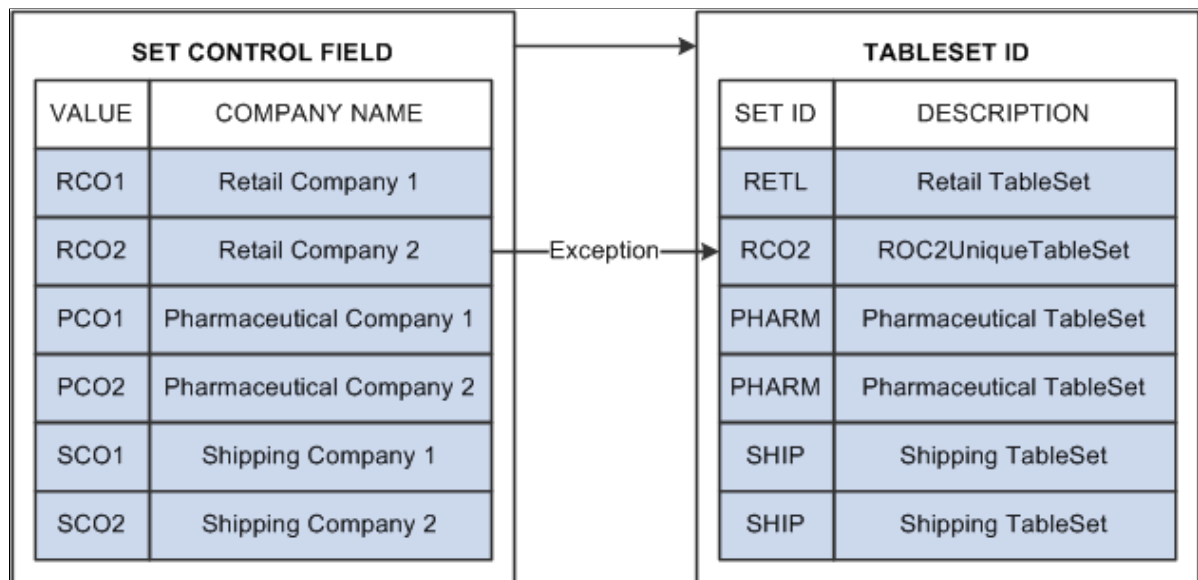 SET CONTROL FIELD
VALUE COMPANY NAME
RCO1 Retail Company 1
RCO2 Retail Company 2
PCO1 Pharmaceutical Company 1
PCO2 Pharmaceutical Company 2
SCO1 Shipping Company 1
SCO2 Shipping Company 2
Exception
TABLESET ID
SET ID DESCRIPTION
RETL Retail TableSet
RCO2 ROC2UniqueTableSet
PHARM Pharmaceutical TableSet
PHARM Pharmaceutical TableSet
SHIP Shipping TableSet
SHIP Shipping TableSet